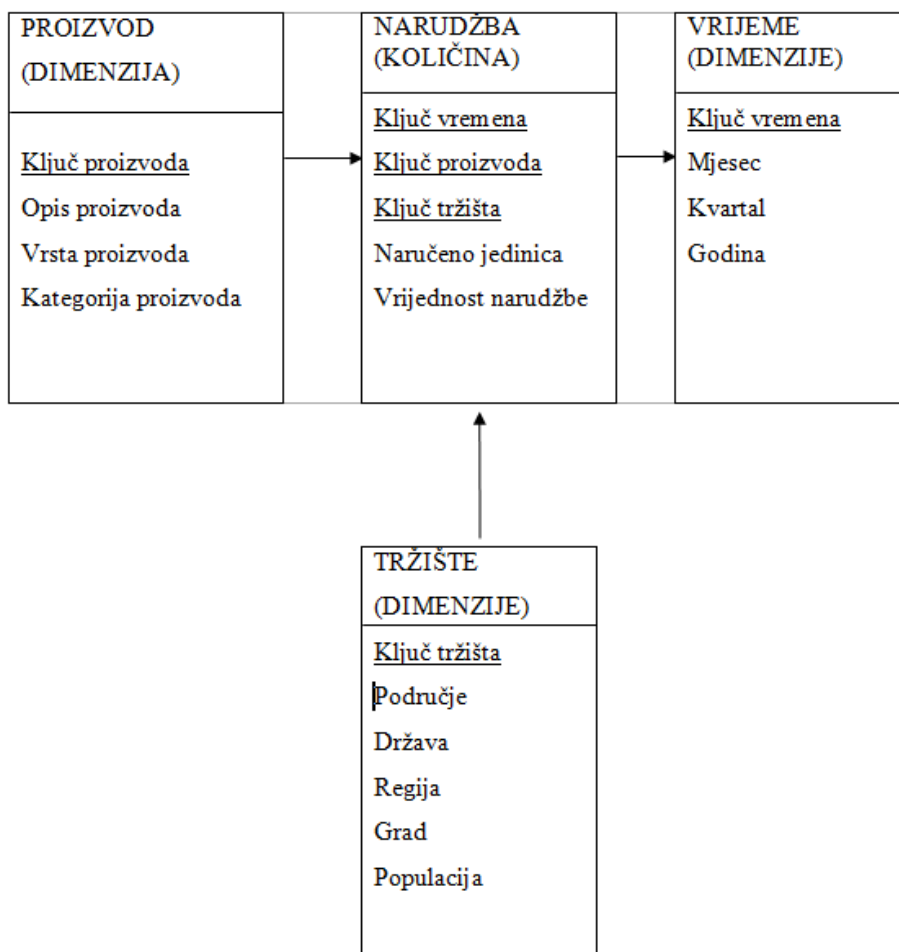 PROIZVOD
(DIMENZIJA)
Ključ proizvoda
Opis proizvoda
Vrsta proizvoda
Kategorija proizvoda
NARUDŽBA
(KOLIČINA)
Ključ vremena
Ključ proizvoda
Ključ tržišta
Naručeno jedinica
Vrijednost narudžbe
VRIJEME
(DIMENZIJE)
Ključ vremena
Mjesec
Kvartal
Godina
TRŽIŠTE
(DIMENZIJE)
Ključ tržišta
Područje
Država
Regija
Grad
Populacija